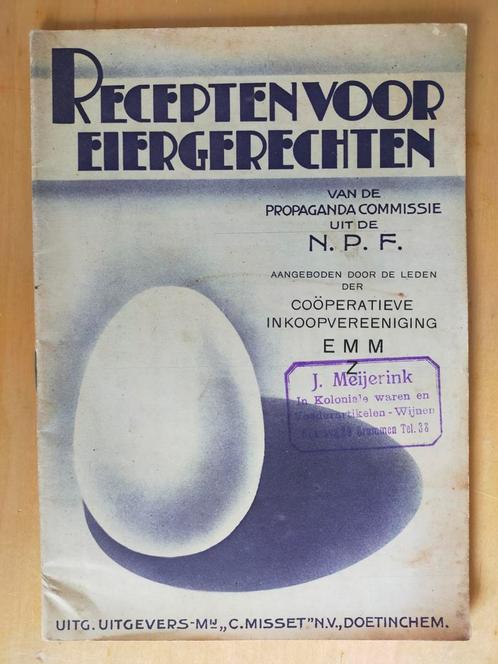 RECEPTEN VOOR
EIERGERECHTEN
VAN DE
PROPAGANDA COMMISSIE
UIT DE
N. P. F.
AANGEBODEN DOOR DE LEDEN
DER
COÖPERATIEVE
INKOOPVEREENIGING
E M M
Z
J. Meijerink
In Koloniale waren en
Voederartikelen - Wijnen
Brummen Tel. 38
UITG. UITGEVERS-MIJ „C. MISSET" N.V., DOETINCHEM.